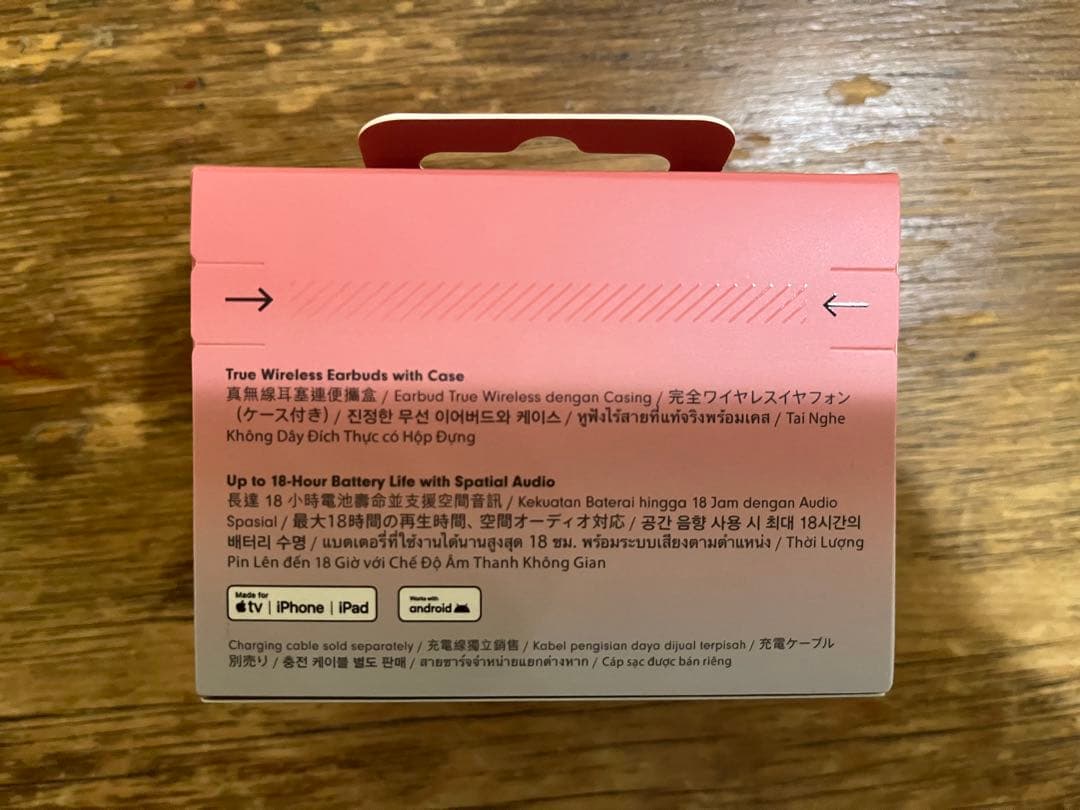 True Wireless Earbuds with Case
真無線耳塞連便攜盒 / Earbud True Wireless dengan Casing / 完全ワイヤレスイヤフォン
（ケース付き）/ 진정한 무선 이어버드와 케이스 / หูฟังไร้สายที่แท้จริงพร้อมเคส / Tai Nghe
Không Dây Đích Thực có Hộp Đựng
Up to 18-Hour Battery Life with Spatial Audio
長達 18 小時電池壽命並支援空間音訊 / Kekuatan Baterai hingga 18 Jam dengan Audio
Spasial / 最大18時間の再生時間、空間オーディオ対応 / 공간 음향 사용 시 최대 18시간의
배터리 수명 / แบตเตอรี่ที่ใช้งานได้นานสูงสุด 18 ชม. พร้อมระบบเสียงตามตำแหน่ง / Thời Lượng
Pin Lên đến 18 Giờ với Chế Độ Âm Thanh Không Gian
Made for
tv | iPhone | iPad
Works with
android
Charging cable sold separately / 充電線獨立銷售 / Kabel pengisian daya dijual terpisah / 充電ケーブル
別売り / 충전 케이블 별도 판매 / สายชาร์จจำหน่ายแยกต่างหาก / Cáp sạc được bán riêng